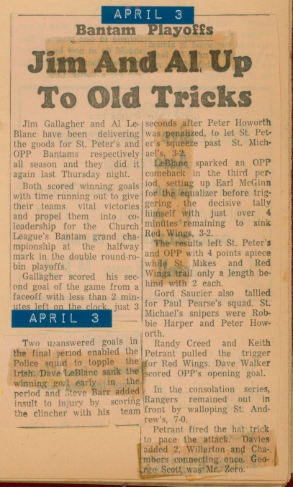 APRIL 3
Bantam Playoffs
Jim And Al Up
To Old Tricks
Jim Gallagher and Al Le-
Blanc have been delivering
the goods for St. Peter's and
OPP Bantams respectively
all season and they did it
again last Thursday night.
Both scored winning goals
with time running out to give
their teams vital victories
and propel them into co-
leadership for the Church
League's Bantam grand cha-
mpionship at the halfway
mark in the double round-ro-
bin playoffs.
Gallagher scored his sec-
ond goal of the game from a
faceoff with less than 2 min-
utes left on the clock, just 3
seconds after Peter Howorth
was penalized, to let St. Pet-
er's squeeze past St. Mich-
ael's, 3-2.
LeBlanc sparked an OPP
comeback in the third per-
iod, setting up Earl McGinn
for the equalizer before trig-
gering the decisive tally
himself with just over 4
minutes remaining to sink
Red Wings, 3-2.
The results left St. Peter's
and OPP with 4 points apiece
while St. Mikes and Red
Wings trail only a length be-
hind with 2 each.
Gord Saucier also tallied
for Paul Pearse's squad. St.
Michael's snipers were Rob-
bie Harper and Peter How-
orth.
Randy Creed and Keith
Petrant pulled the trigger
for Red Wings. Dave Walker
scored OPP's opening goal.
In the consolation series,
Rangers remained out in
front by walloping St. And-
rew's, 7-0.
Petrant fired the hat trick
to pace the attack. Davies
added 2, Willerton and Cha-
mbers connecting once. Geo-
rge Scott was Mr. Zero.
APRIL 3
Two unanswered goals in
the final period enabled the
Police squad to topple the
Irish. Dave LeBlanc sank the
winning goal early in the
period and Steve Barr added
insult to injury by scoring
the clincher with his team